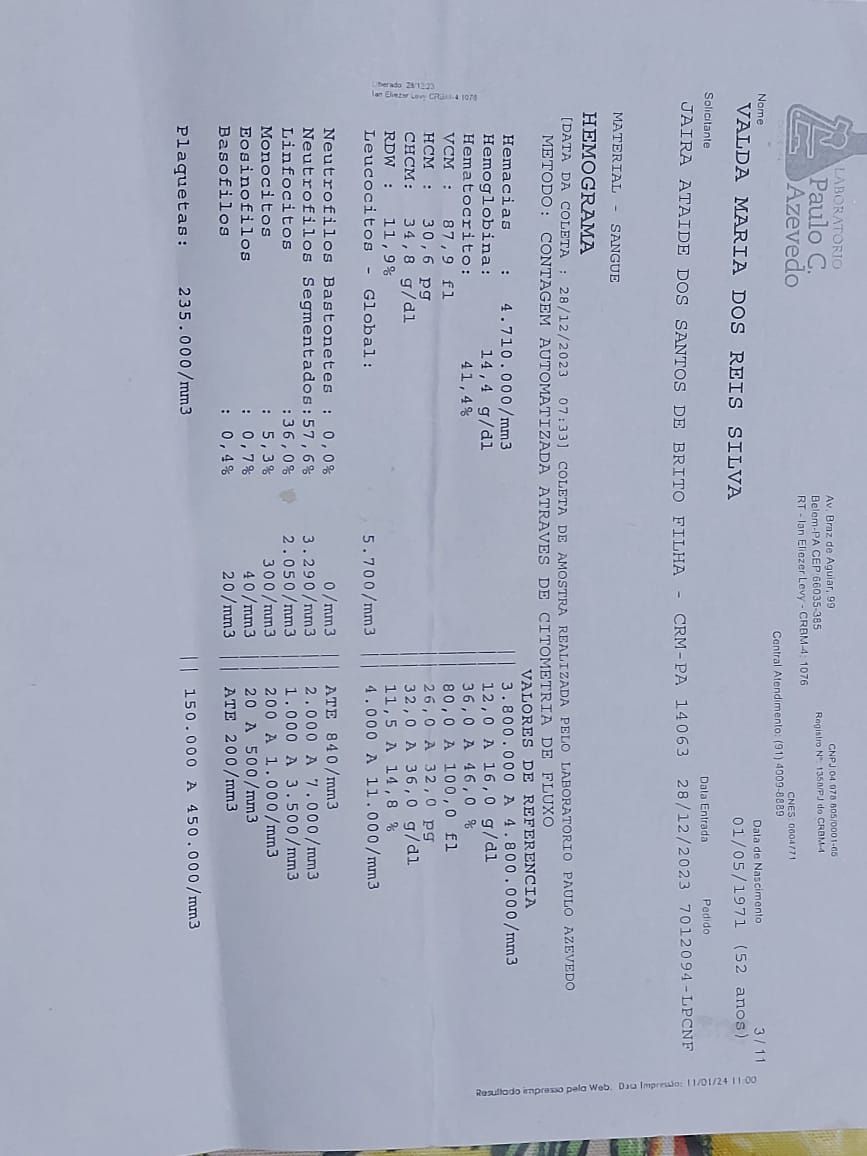 LABORATORIO
Paulo C.
Azevedo
Av. Braz de Aguiar, 99
Belem-PA CEP 66035-385
RT - Ian Eliezer Levy - CRBM-4: 1076
CNPJ 04 978 805/0001-65
Registro Nº: 1358/PJ do CRBM-4
CNES: 0604771
Central Atendimento: (91) 4009-8889
3/11
Nome
Data de Nascimento
VALDA MARIA DOS REIS SILVA 01/05/1971 (52 anos)
Solicitante Data Entrada Pedido
JAIRA ATAIDE DOS SANTOS DE BRITO FILHA - CRM-PA 14063 28/12/2023 7012094-LPCNF
MATERIAL - SANGUE
HEMOGRAMA
[DATA DA COLETA : 28/12/2023 07:33] COLETA DE AMOSTRA REALIZADA PELO LABORATORIO PAULO AZEVEDO
METODO: CONTAGEM AUTOMATIZADA ATRAVES DE CITOMETRIA DE FLUXO
VALORES DE REFERENCIA
Hemacias : 4.710.000/mm3 || 3.800.000 A 4.800.000/mm3
Hemoglobina: 14,4 g/dl || 12,0 A 16,0 g/dl
Hematocrito: 41,4% || 36,0 A 46,0 %
VCM : 87,9 fl || 80,0 A 100,0 fl
HCM : 30,6 pg || 26,0 A 32,0 pg
CHCM: 34,8 g/dl || 32,0 A 36,0 g/dl
RDW : 11,9% || 11,5 A 14,8 %
Leucocitos - Global: 5.700/mm3 || 4.000 A 11.000/mm3
Neutrofilos Bastonetes : 0,0% 0/mm3 || ATE 840/mm3
Neutrofilos Segmentados:57,6% 3.290/mm3 || 2.000 A 7.000/mm3
Linfocitos :36,0% 2.050/mm3 || 1.000 A 3.500/mm3
Monocitos : 5,3% 300/mm3 || 200 A 1.000/mm3
Eosinofilos : 0,7% 40/mm3 || 20 A 500/mm3
Basofilos : 0,4% 20/mm3 || ATE 200/mm3
Plaquetas: 235.000/mm3 || 150.000 A 450.000/mm3
Liberado: 28/12/23
Ian Eliezer Levy CRBM-4 1076
Resultado impresso pela Web. Data Impressão: 11/01/24 11:00